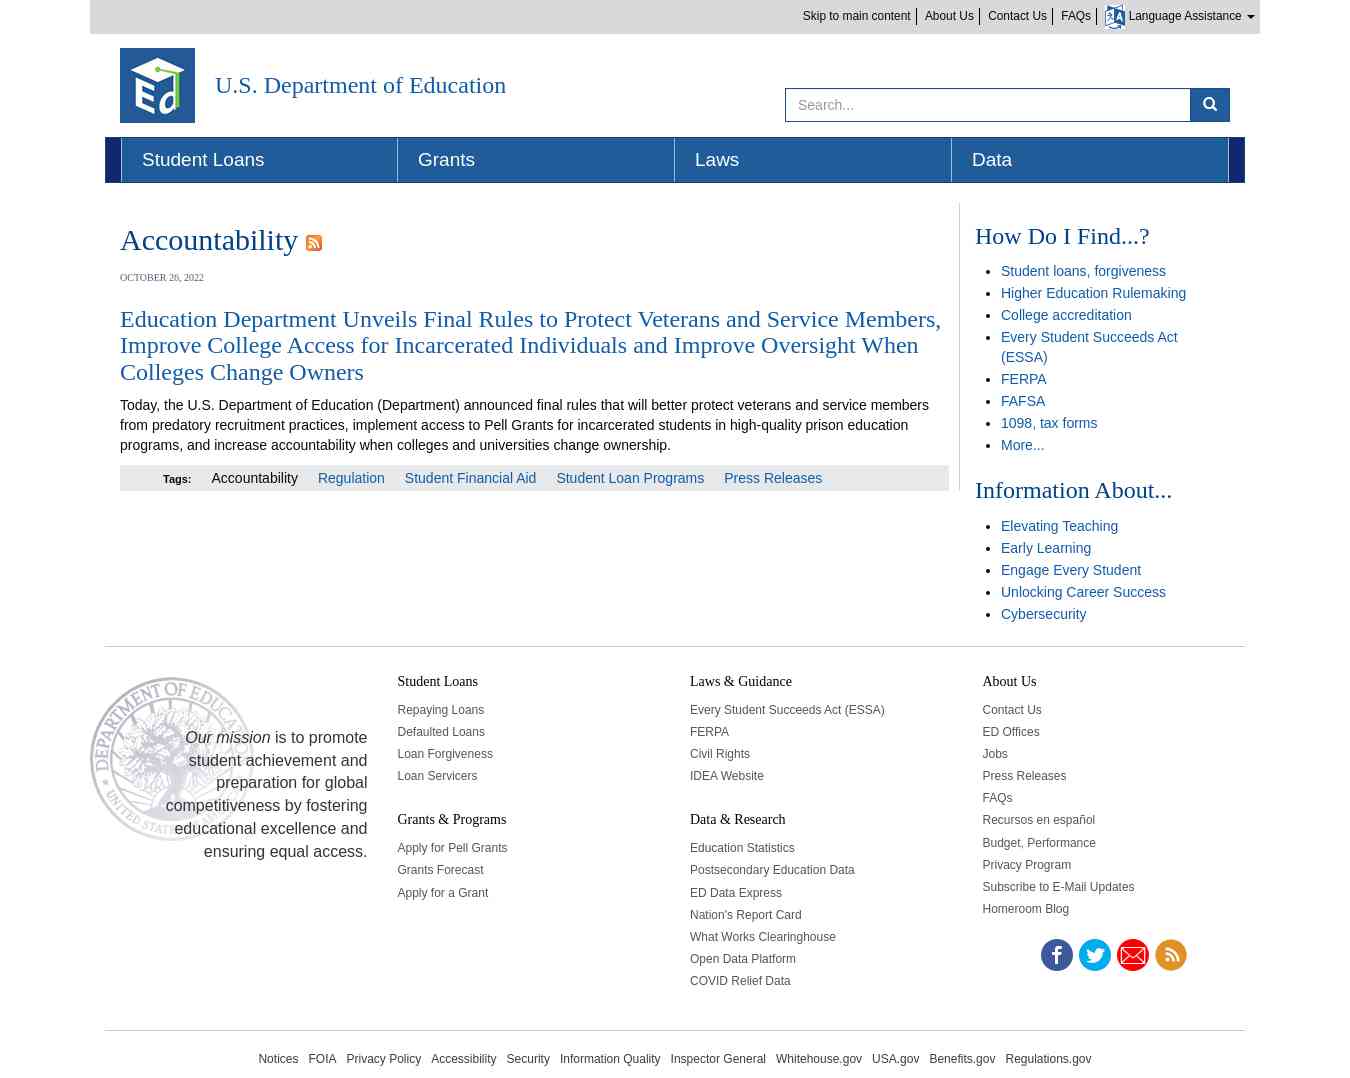 Skip to main content
About Us
Contact Us
FAQs
Language Assistance
Ed
U.S. Department of Education
Search...
Student Loans
Grants
Laws
Data
Accountability
OCTOBER 26, 2022
Education Department Unveils Final Rules to Protect Veterans and Service Members,
Improve College Access for Incarcerated Individuals and Improve Oversight When
Colleges Change Owners
Today, the U.S. Department of Education (Department) announced final rules that will better protect veterans and service members
from predatory recruitment practices, implement access to Pell Grants for incarcerated students in high-quality prison education
programs, and increase accountability when colleges and universities change ownership.
Tags: Accountability Regulation Student Financial Aid Student Loan Programs Press Releases
How Do I Find...?
Student loans, forgiveness
Higher Education Rulemaking
College accreditation
Every Student Succeeds Act
(ESSA)
FERPA
FAFSA
1098, tax forms
More...
Information About...
Elevating Teaching
Early Learning
Engage Every Student
Unlocking Career Success
Cybersecurity
DEPARTMENT OF EDUCA
UNITED STAT
Our mission is to promote
student achievement and
preparation for global
competitiveness by fostering
educational excellence and
ensuring equal access.
Student Loans
Repaying Loans
Defaulted Loans
Loan Forgiveness
Loan Servicers
Grants & Programs
Apply for Pell Grants
Grants Forecast
Apply for a Grant
Laws & Guidance
Every Student Succeeds Act (ESSA)
FERPA
Civil Rights
IDEA Website
Data & Research
Education Statistics
Postsecondary Education Data
ED Data Express
Nation's Report Card
What Works Clearinghouse
Open Data Platform
COVID Relief Data
About Us
Contact Us
ED Offices
Jobs
Press Releases
FAQs
Recursos en español
Budget, Performance
Privacy Program
Subscribe to E-Mail Updates
Homeroom Blog
Notices FOIA Privacy Policy Accessibility Security Information Quality Inspector General Whitehouse.gov USA.gov Benefits.gov Regulations.gov